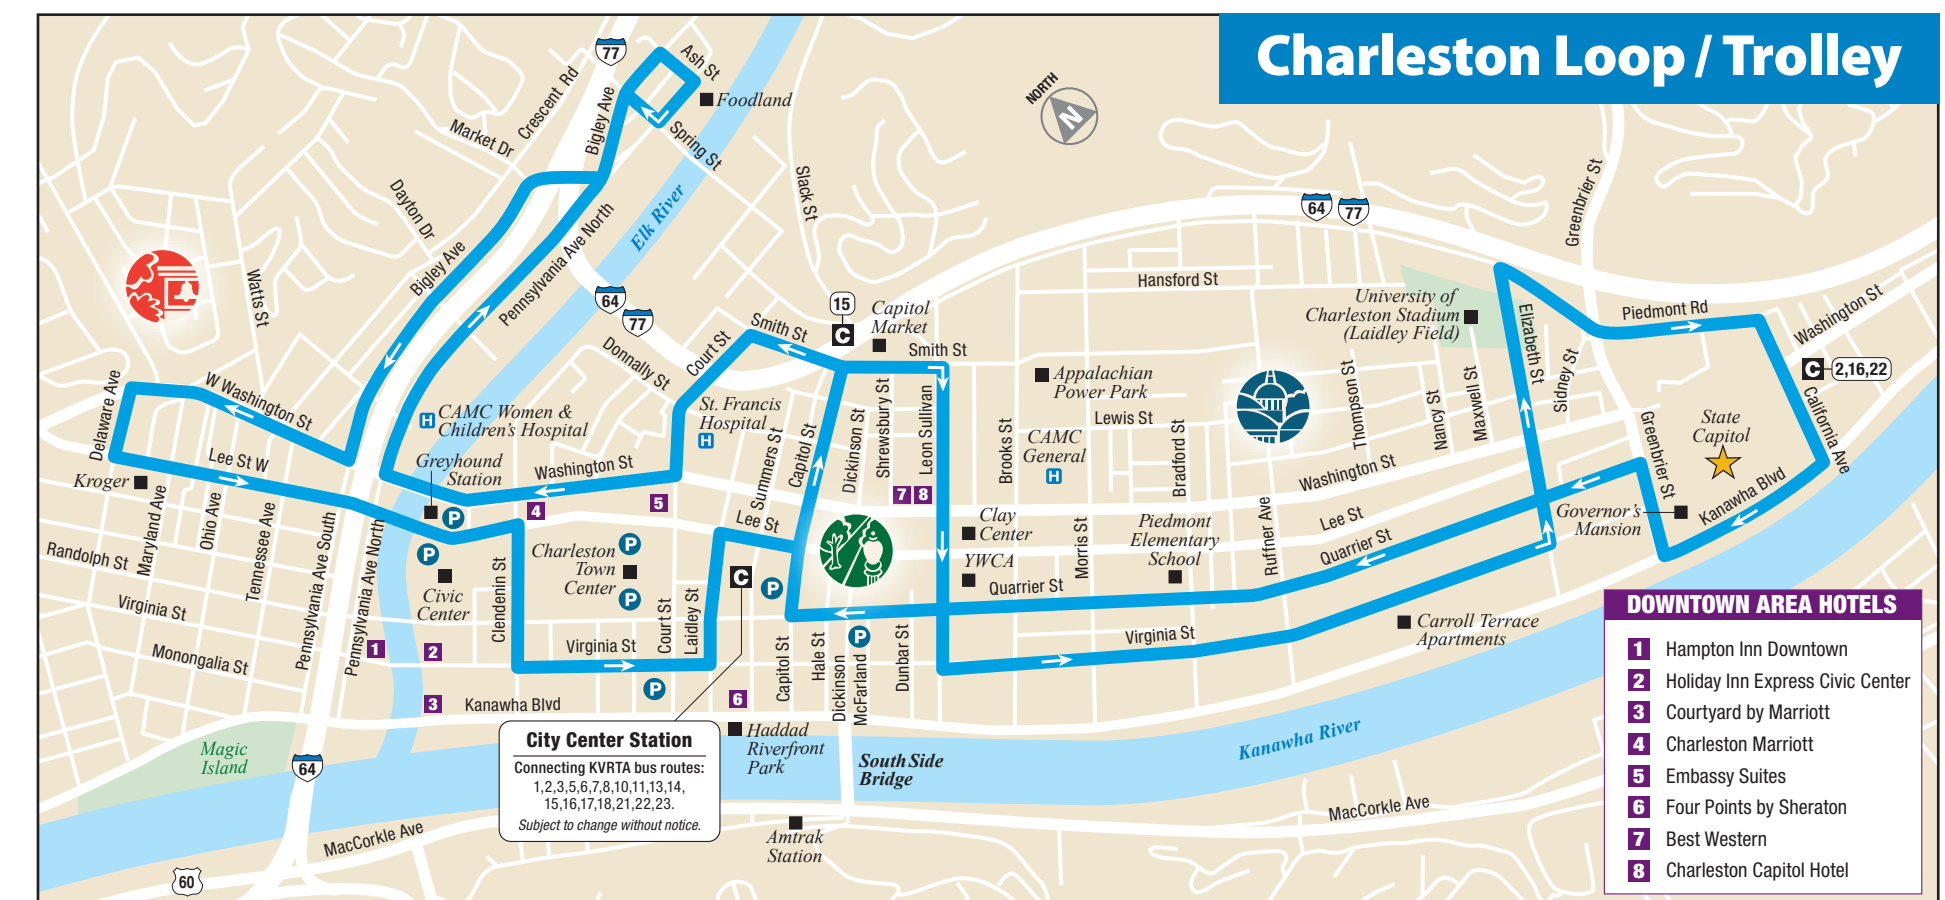 Charleston Loop / Trolley
77
Ash St
Foodland
Crescent Rd
Bigley Ave
Market Dr
Spring St
NORTH
N
Slack St
Dayton Dr
Elk River
Greenbrier St
64
77
Bigley Ave
Pennsylvania Ave North
Watts St
Hansford St
64
77
15
C
Capitol
Market
University of
Charleston Stadium
(Laidley Field)
Piedmont Rd
Washington St
Smith St
Smith St
Court St
Donnally St
Elizabeth St
Sidney St
C
2,16,22
Delaware Ave
W Washington St
Appalachian
Power Park
Thompson St
Nancy St
Maxwell St
California Ave
H
CAMC Women &
Children's Hospital
St. Francis
Hospital
H
Summers St
Capitol St
Dickinson St
Shrewsbury St
Leon Sullivan
Brooks St
Lewis St
CAMC
General
H
Bradford St
Greenbrier St
State
Capitol
Lee St W
Greyhound
Station
Washington St
Washington St
Kroger
Maryland Ave
Ohio Ave
Tennessee Ave
Pennsylvania Ave South
Pennsylvania Ave North
P
4
5
7
8
Lee St
Clay
Center
YWCA
Morris St
Piedmont
Elementary
School
Ruffner Ave
Lee St
Quarrier St
Governor's
Mansion
Kanawha Blvd
Randolph St
P
Civic
Center
Charleston
Town
Center
P
P
C
P
Quarrier St
Virginia St
Clendenin St
Court St
Laidley St
Virginia St
Capitol St
Hale St
P
Dickinson
McFarland
Dunbar St
Virginia St
Carroll Terrace
Apartments
Monongalia St
1
2
3
P
6
Kanawha Blvd
Magic
Island
64
Haddad
Riverfront
Park
South Side
Bridge
Kanawha River
City Center Station
Connecting KVRTA bus routes:
1,2,3,5,6,7,8,10,11,13,14,
15,16,17,18,21,22,23.
Subject to change without notice.
MacCorkle Ave
MacCorkle Ave
Amtrak
Station
60
DOWNTOWN AREA HOTELS
1 Hampton Inn Downtown
2 Holiday Inn Express Civic Center
3 Courtyard by Marriott
4 Charleston Marriott
5 Embassy Suites
6 Four Points by Sheraton
7 Best Western
8 Charleston Capitol Hotel